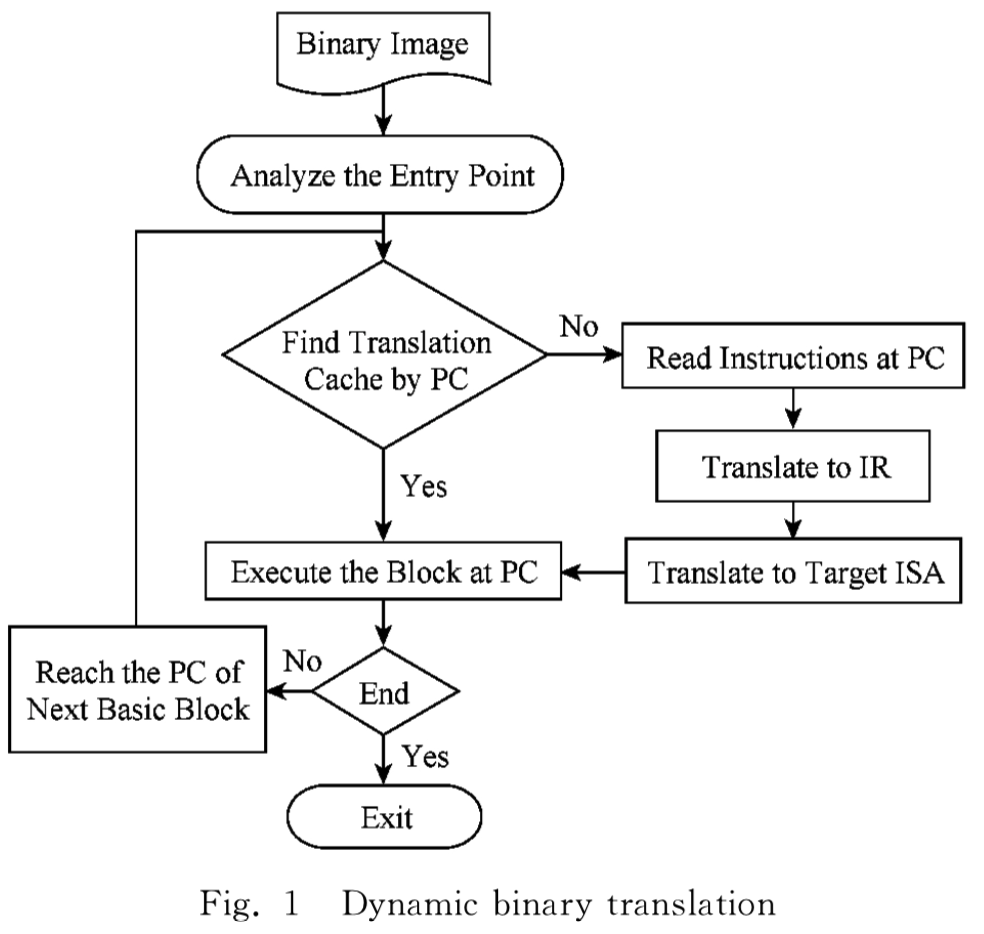 Binary Image
Analyze the Entry Point
Find Translation
Cache by PC
No
Read Instructions at PC
Translate to IR
Yes
Execute the Block at PC
Translate to Target ISA
Reach the PC of
Next Basic Block
No
End
Yes
Exit
Fig. 1 Dynamic binary translation